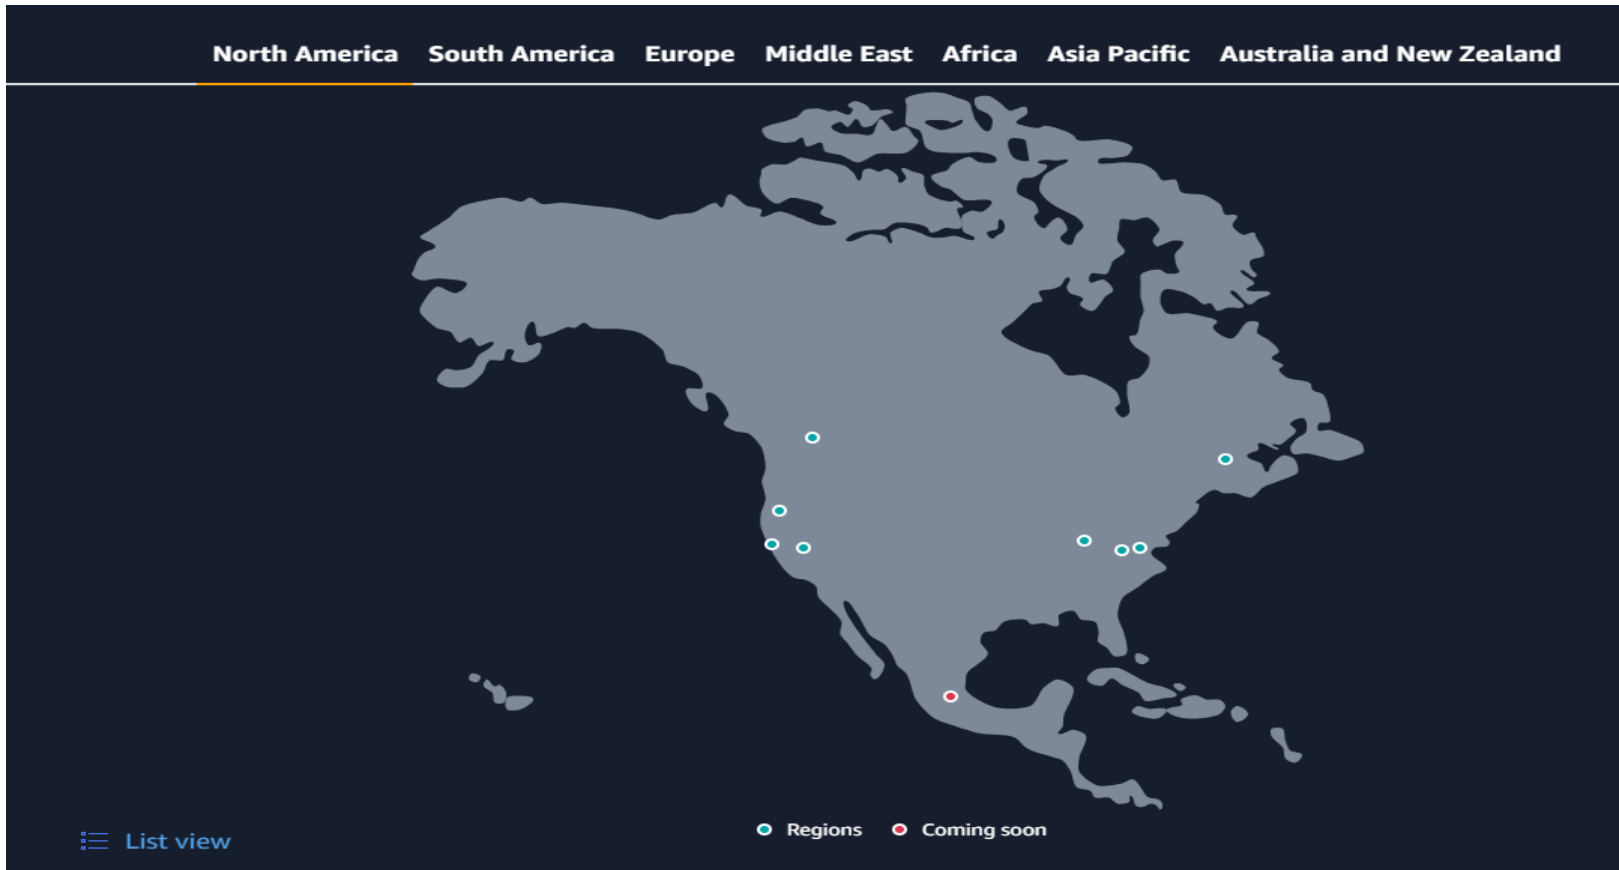 North America South America Europe Middle East Africa Asia Pacific Australia and New Zealand
Regions Coming soon
List view